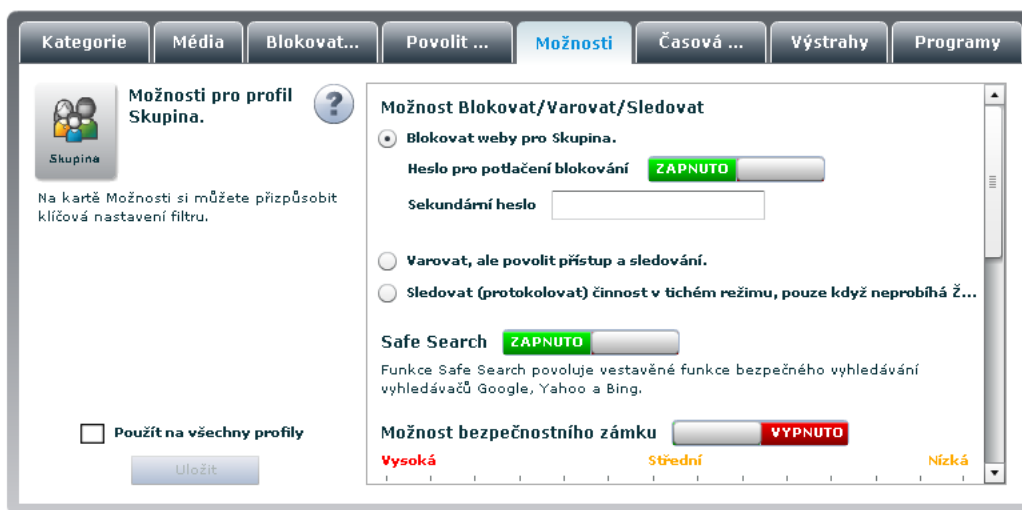 Kategorie
Média
Blokovat...
Povolit ...
Možnosti
Časová ...
Výstrahy
Programy
Možnosti pro profil
Skupina.
?
Skupina
Na kartě Možnosti si můžete přizpůsobit
klíčová nastavení filtru.
Použít na všechny profily
Uložit
Možnost Blokovat/Varovat/Sledovat
Blokovat weby pro Skupina.
Heslo pro potlačení blokování ZAPNUTO
Sekundární heslo
Varovat, ale povolit přístup a sledování.
Sledovat (protokolovat) činnost v tichém režimu, pouze když neprobíhá Ž...
Safe Search ZAPNUTO
Funkce Safe Search povoluje vestavěné funkce bezpečného vyhledávání
vyhledávačů Google, Yahoo a Bing.
Možnost bezpečnostního zámku VYPNUTO
Vysoká Střední Nízká